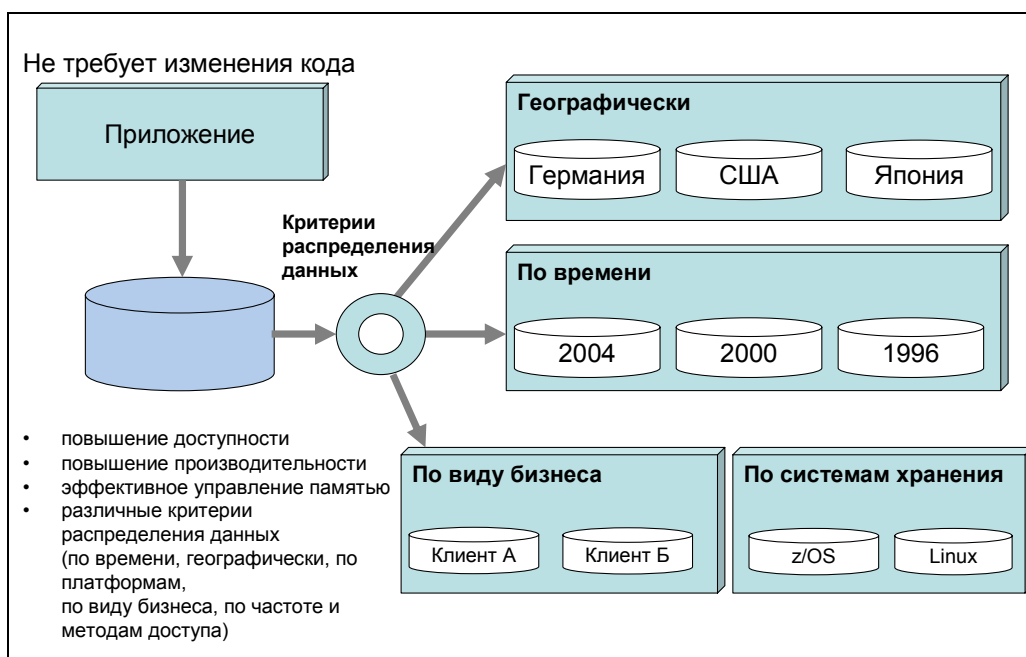 Не требует изменения кода
Приложение
Критерии
распределения
данных
Географически
Германия
США
Япония
По времени
2004
2000
1996
По виду бизнеса
Клиент А
Клиент Б
По системам хранения
z/OS
Linux
• повышение доступности
• повышение производительности
• эффективное управление памятью
• различные критерии
распределения данных
(по времени, географически, по
платформам,
по виду бизнеса, по частоте и
методам доступа)